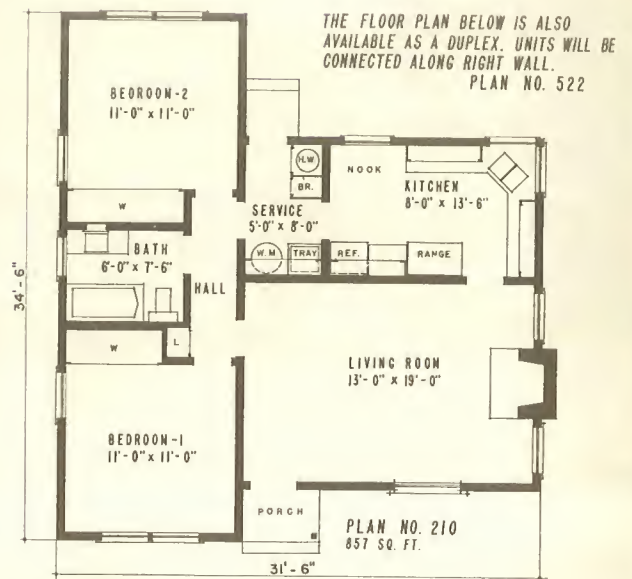 THE FLOOR PLAN BELOW IS ALSO
AVAILABLE AS A DUPLEX. UNITS WILL BE
CONNECTED ALONG RIGHT WALL.
PLAN NO. 522
BEDROOM-2
11'-0" x 11'-0"
W
BATH
6'-0" x 7'-6"
HALL
L
W
BEDROOM-1
11'-0" x 11'-0"
H.W.
BR.
SERVICE
5'-0" x 8'-0"
W.M
TRAY
NOOK
KITCHEN
8'-0" x 13'-6"
REF.
RANGE
LIVING ROOM
13'-0" x 19'-0"
PORCH
PLAN NO. 210
857 SQ. FT.
34'-6"
31'-6"